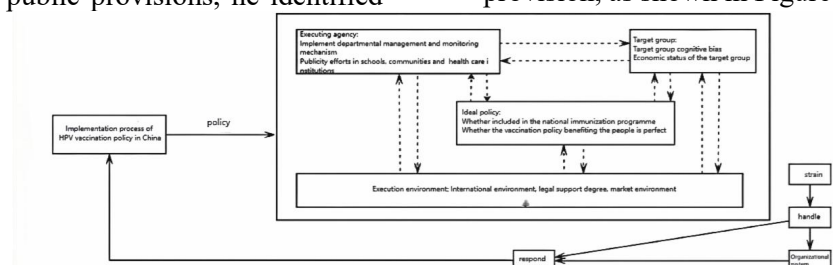 public provisions, he identified
provision, as shown in Figure
Executing agency:
Implement departmental management and monitoring
mechanism
Publicity efforts in schools, communities and health care i
nstitutions
Target group:
Target group cognitive bias
Economic status of the target group
Ideal policy:
Whether included in the national immunization programme
Whether the vaccination policy benefiting the people is perfect
Implementation process of
HPV vaccination policy in China
policy
Execution environment: International environment, legal support degree, market environment
strain
handle
respond
Organizational